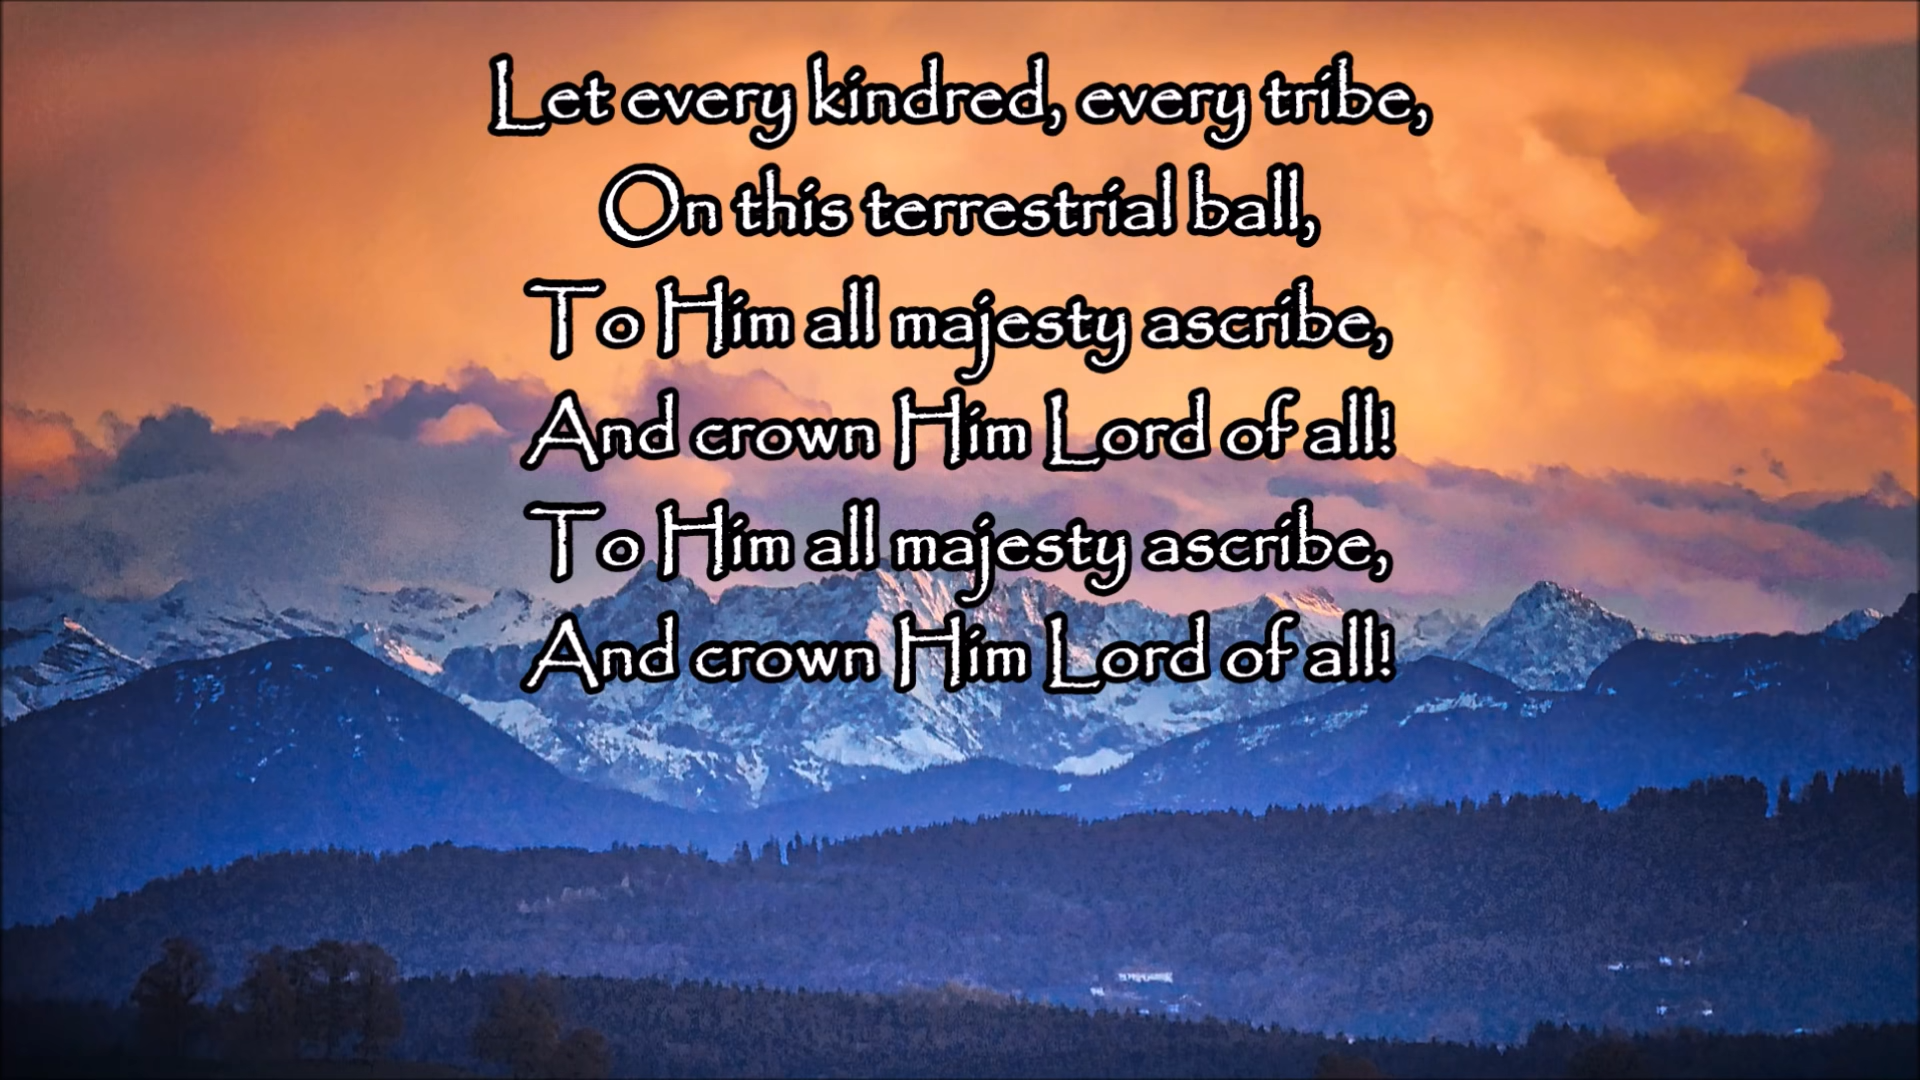 Let every kindred, every tribe,
On this terrestrial ball,
To Him all majesty ascribe,
And crown Him Lord of all!
To Him all majesty ascribe,
And crown Him Lord of all!